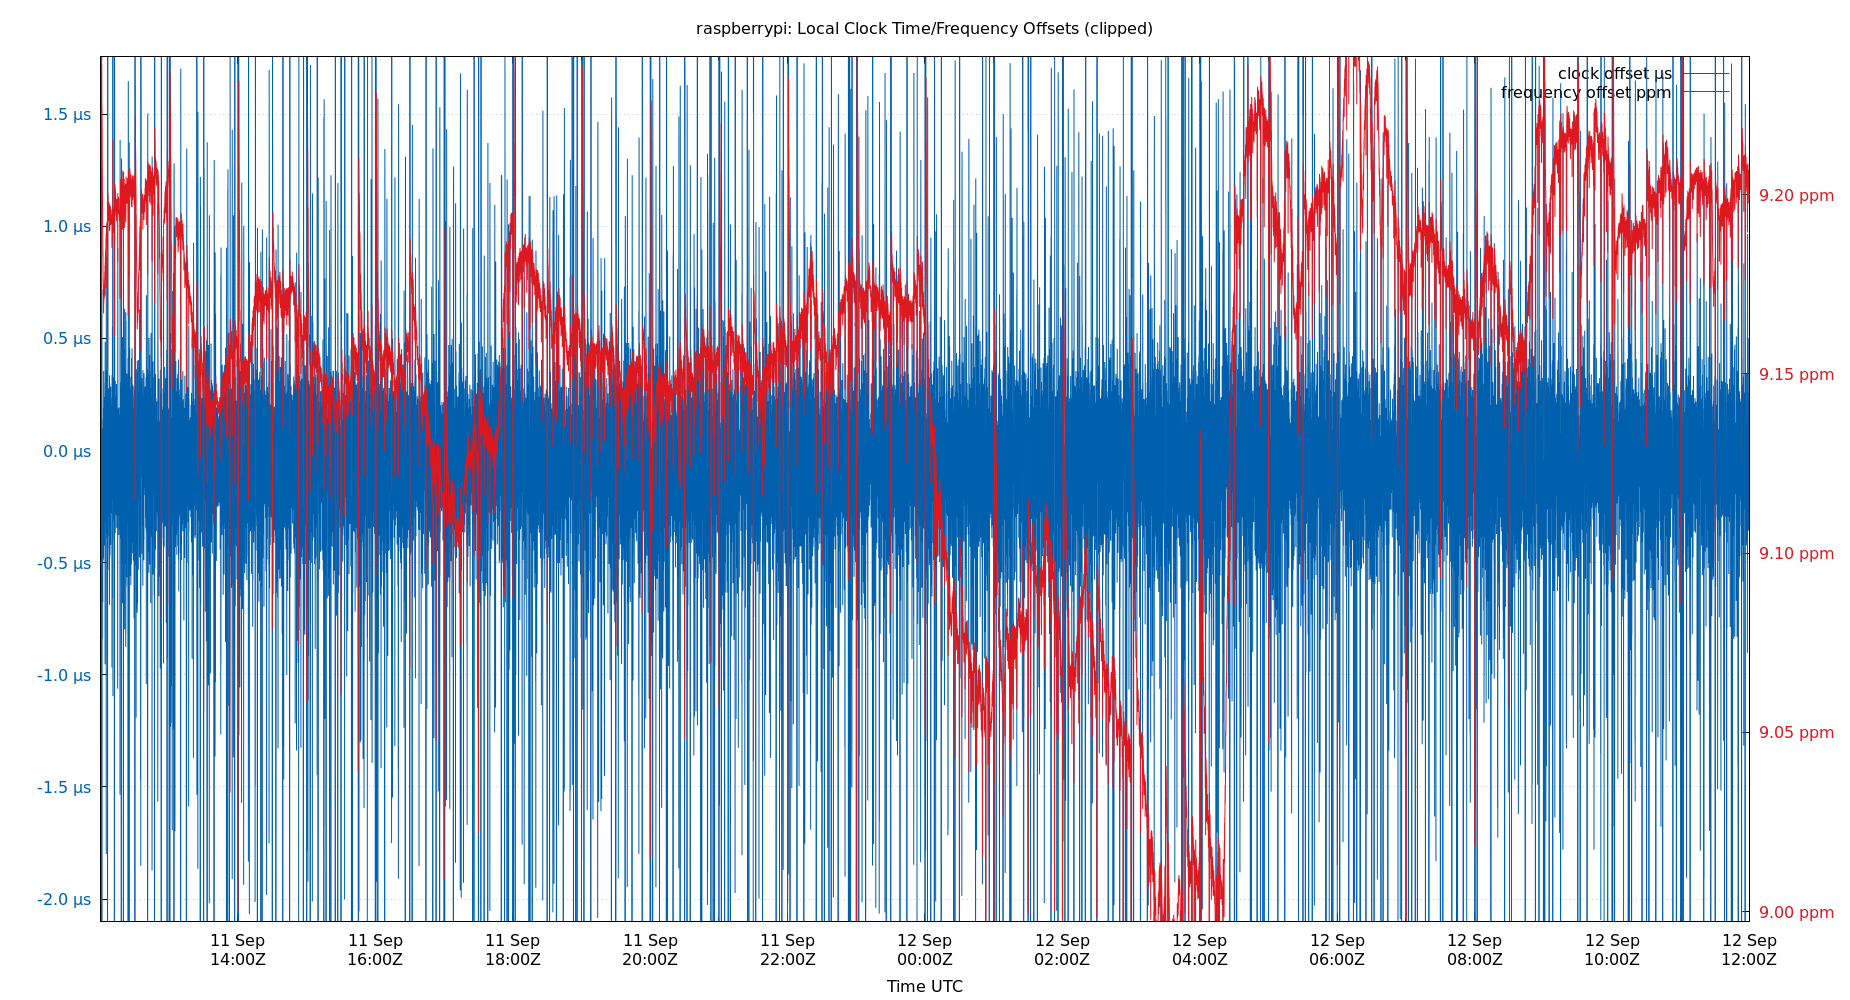 raspberrypi: Local Clock Time/Frequency Offsets (clipped)
clock offset µs
frequency offset ppm
1.5 µs
1.0 µs
0.5 µs
0.0 µs
-0.5 µs
-1.0 µs
-1.5 µs
-2.0 µs
9.20 ppm
9.15 ppm
9.10 ppm
9.05 ppm
9.00 ppm
11 Sep
14:00Z
11 Sep
16:00Z
11 Sep
18:00Z
11 Sep
20:00Z
11 Sep
22:00Z
12 Sep
00:00Z
12 Sep
02:00Z
12 Sep
04:00Z
12 Sep
06:00Z
12 Sep
08:00Z
12 Sep
10:00Z
12 Sep
12:00Z
Time UTC